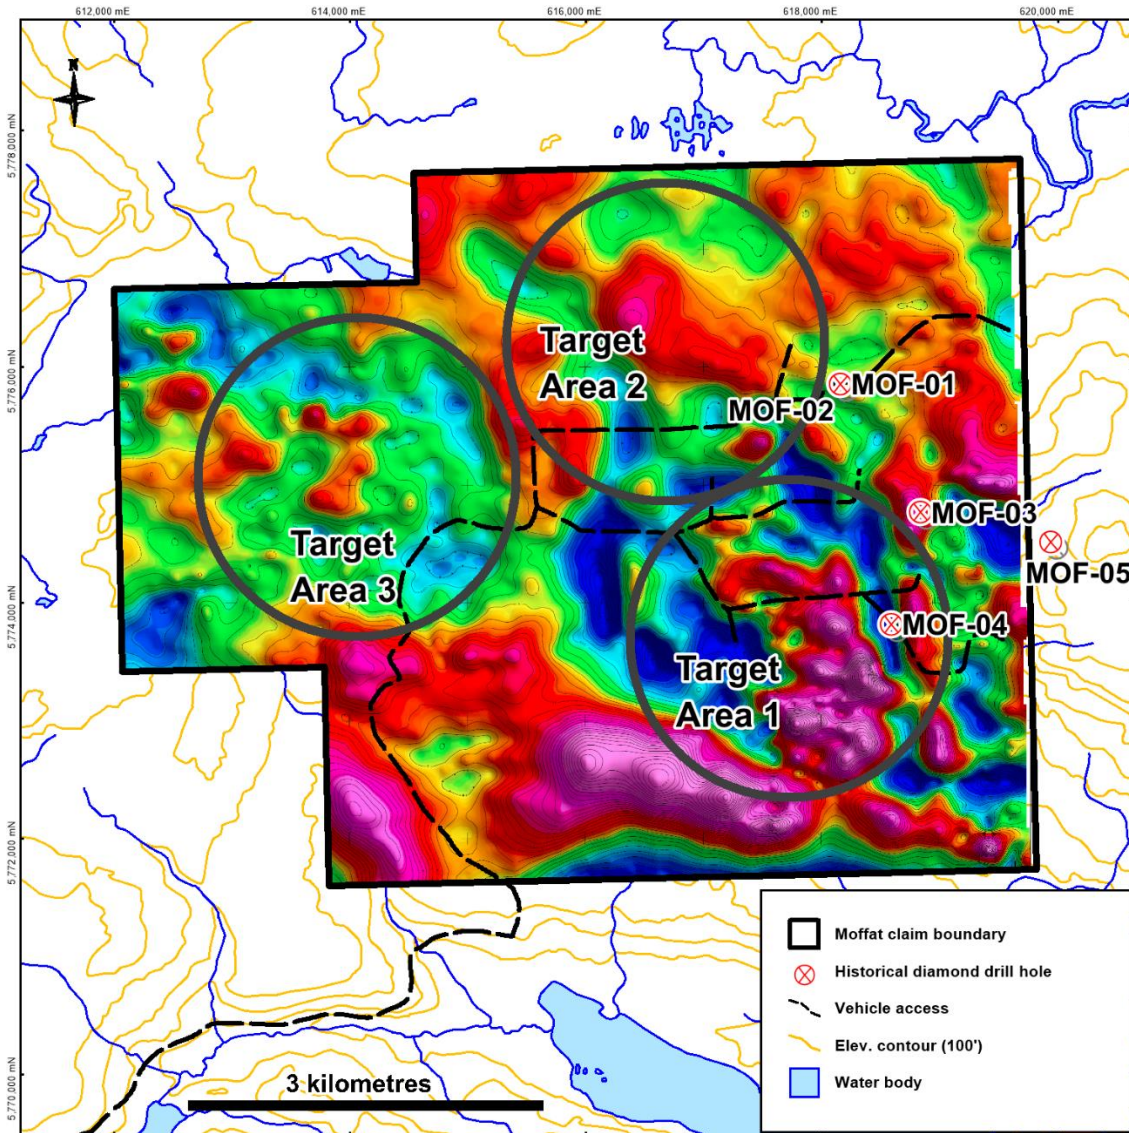 612,000 mE
614,000 mE
616,000 mE
618,000 mE
620,000 mE
N
5,778,000 mN
5,776,000 mN
5,774,000 mN
5,772,000 mN
5,770,000 mN
Target
Area 2
MOF-01
MOF-02
MOF-03
MOF-05
Target
Area 3
MOF-04
Target
Area 1
Moffat claim boundary
Historical diamond drill hole
Vehicle access
Elev. contour (100')
Water body
3 kilometres